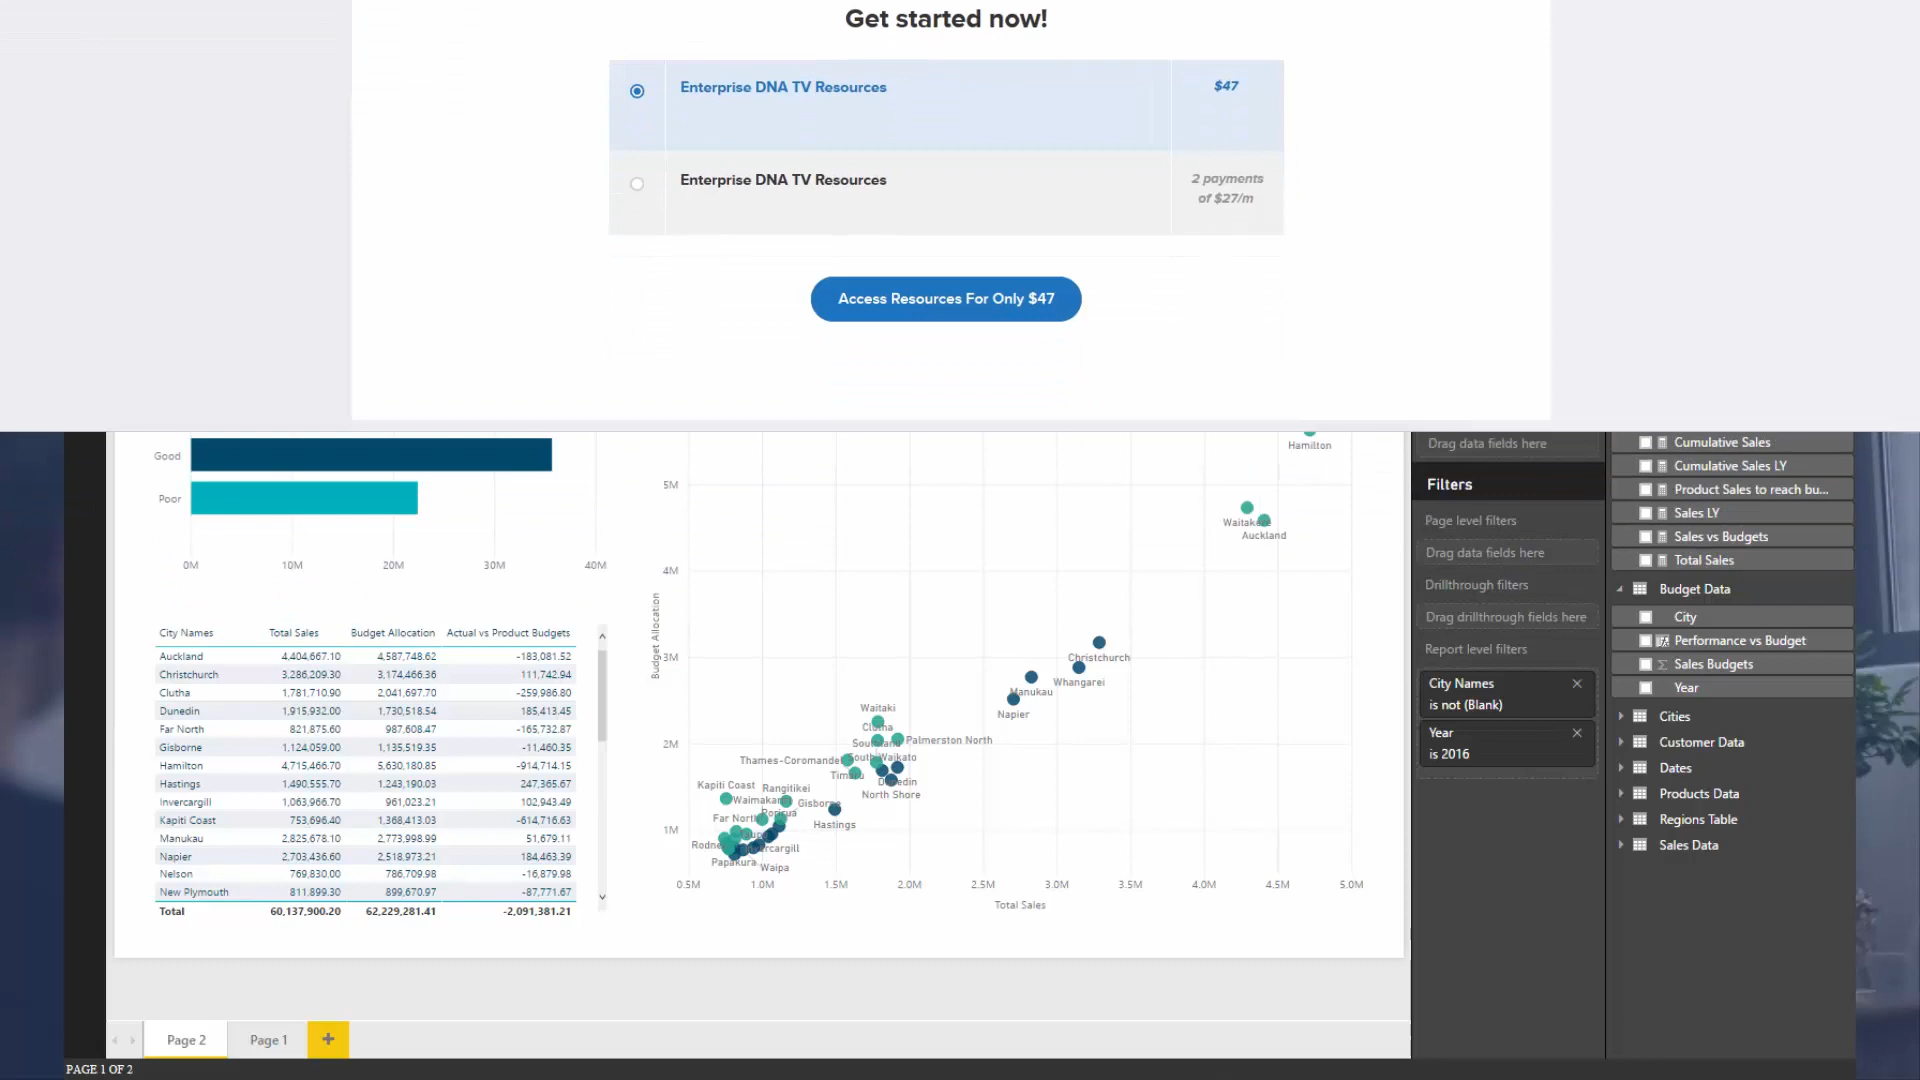 Get started now!
Enterprise DNA TV Resources
$47
Enterprise DNA TV Resources
2 payments
of $27/m
Access Resources For Only $47
Good
Poor
0M 10M 20M 30M 40M
City Names Total Sales Budget Allocation Actual vs Product Budgets
Auckland 4,404,667.10 4,587,748.62 -183,081.52
Christchurch 3,286,209.30 3,174,466.36 111,742.94
Clutha 1,781,710.90 2,041,697.70 -259,986.80
Dunedin 1,915,932.00 1,730,518.54 185,413.45
Far North 821,875.60 987,608.47 -165,732.87
Gisborne 1,124,059.00 1,135,519.35 -11,460.35
Hamilton 4,715,466.70 5,630,180.85 -914,714.15
Hastings 1,490,555.70 1,243,190.03 247,365.67
Invercargill 1,063,966.70 961,023.21 102,943.49
Kapiti Coast 753,696.40 1,368,413.03 -614,716.63
Manukau 2,825,678.10 2,773,998.99 51,679.11
Napier 2,703,436.60 2,518,973.21 184,463.39
Nelson 769,830.00 786,709.98 -16,879.98
New Plymouth 811,899.30 899,670.97 -87,771.67
Total 60,137,900.20 62,229,281.41 -2,091,381.21
Budget Allocation
5M
4M
3M
2M
1M
Hamilton
Waitakere
Auckland
Christchurch
Whangarei
Manukau
Napier
Waitaki
Clutha
Palmerston North
Southland
South Waikato
Thames-Coromandel
Timaru
Dunedin
North Shore
Kapiti Coast
Rangitikei
Gisborne
Porirua
Far North
Hastings
Papakura
Waipa
0.5M 1.0M 1.5M 2.0M 2.5M 3.0M 3.5M 4.0M 4.5M 5.0M
Total Sales
Page 2
Page 1
+
PAGE 1 OF 2
Drag data fields here
Filters
Page level filters
Drag data fields here
Drillthrough filters
Drag drillthrough fields here
Report level filters
City Names
is not (Blank)
Year
is 2016
Cumulative Sales
Cumulative Sales LY
Product Sales to reach bu...
Sales LY
Sales vs Budgets
Total Sales
Budget Data
City
Performance vs Budget
Sales Budgets
Year
Cities
Customer Data
Dates
Products Data
Regions Table
Sales Data